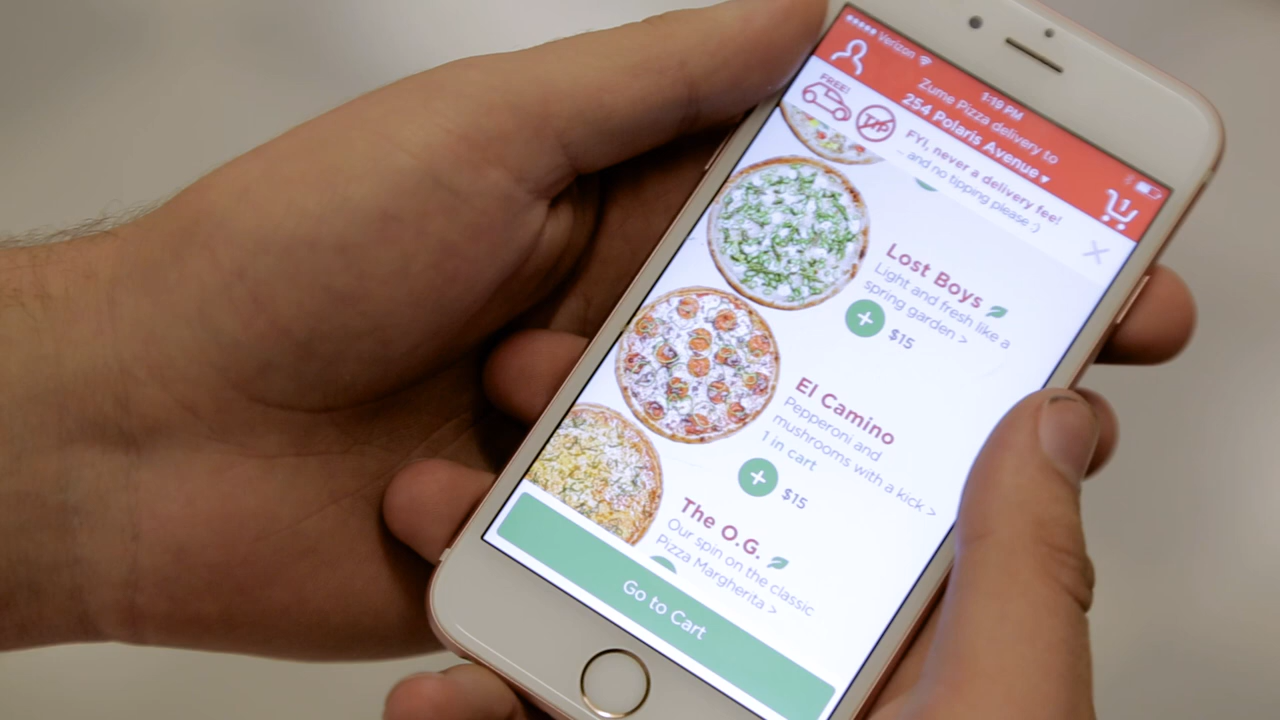 Verizon
1:19 PM
Zume Pizza delivery to
254 Polaris Avenue ▾
1
FREE!
TIP
FYI, never a delivery fee!
... and no tipping please :)
Lost Boys
Light and fresh like a
spring garden >
+ $15
El Camino
Pepperoni and
mushrooms with a kick >
1 in cart
+ $15
The O.G.
Our spin on the classic
Pizza Margherita >
Go to Cart